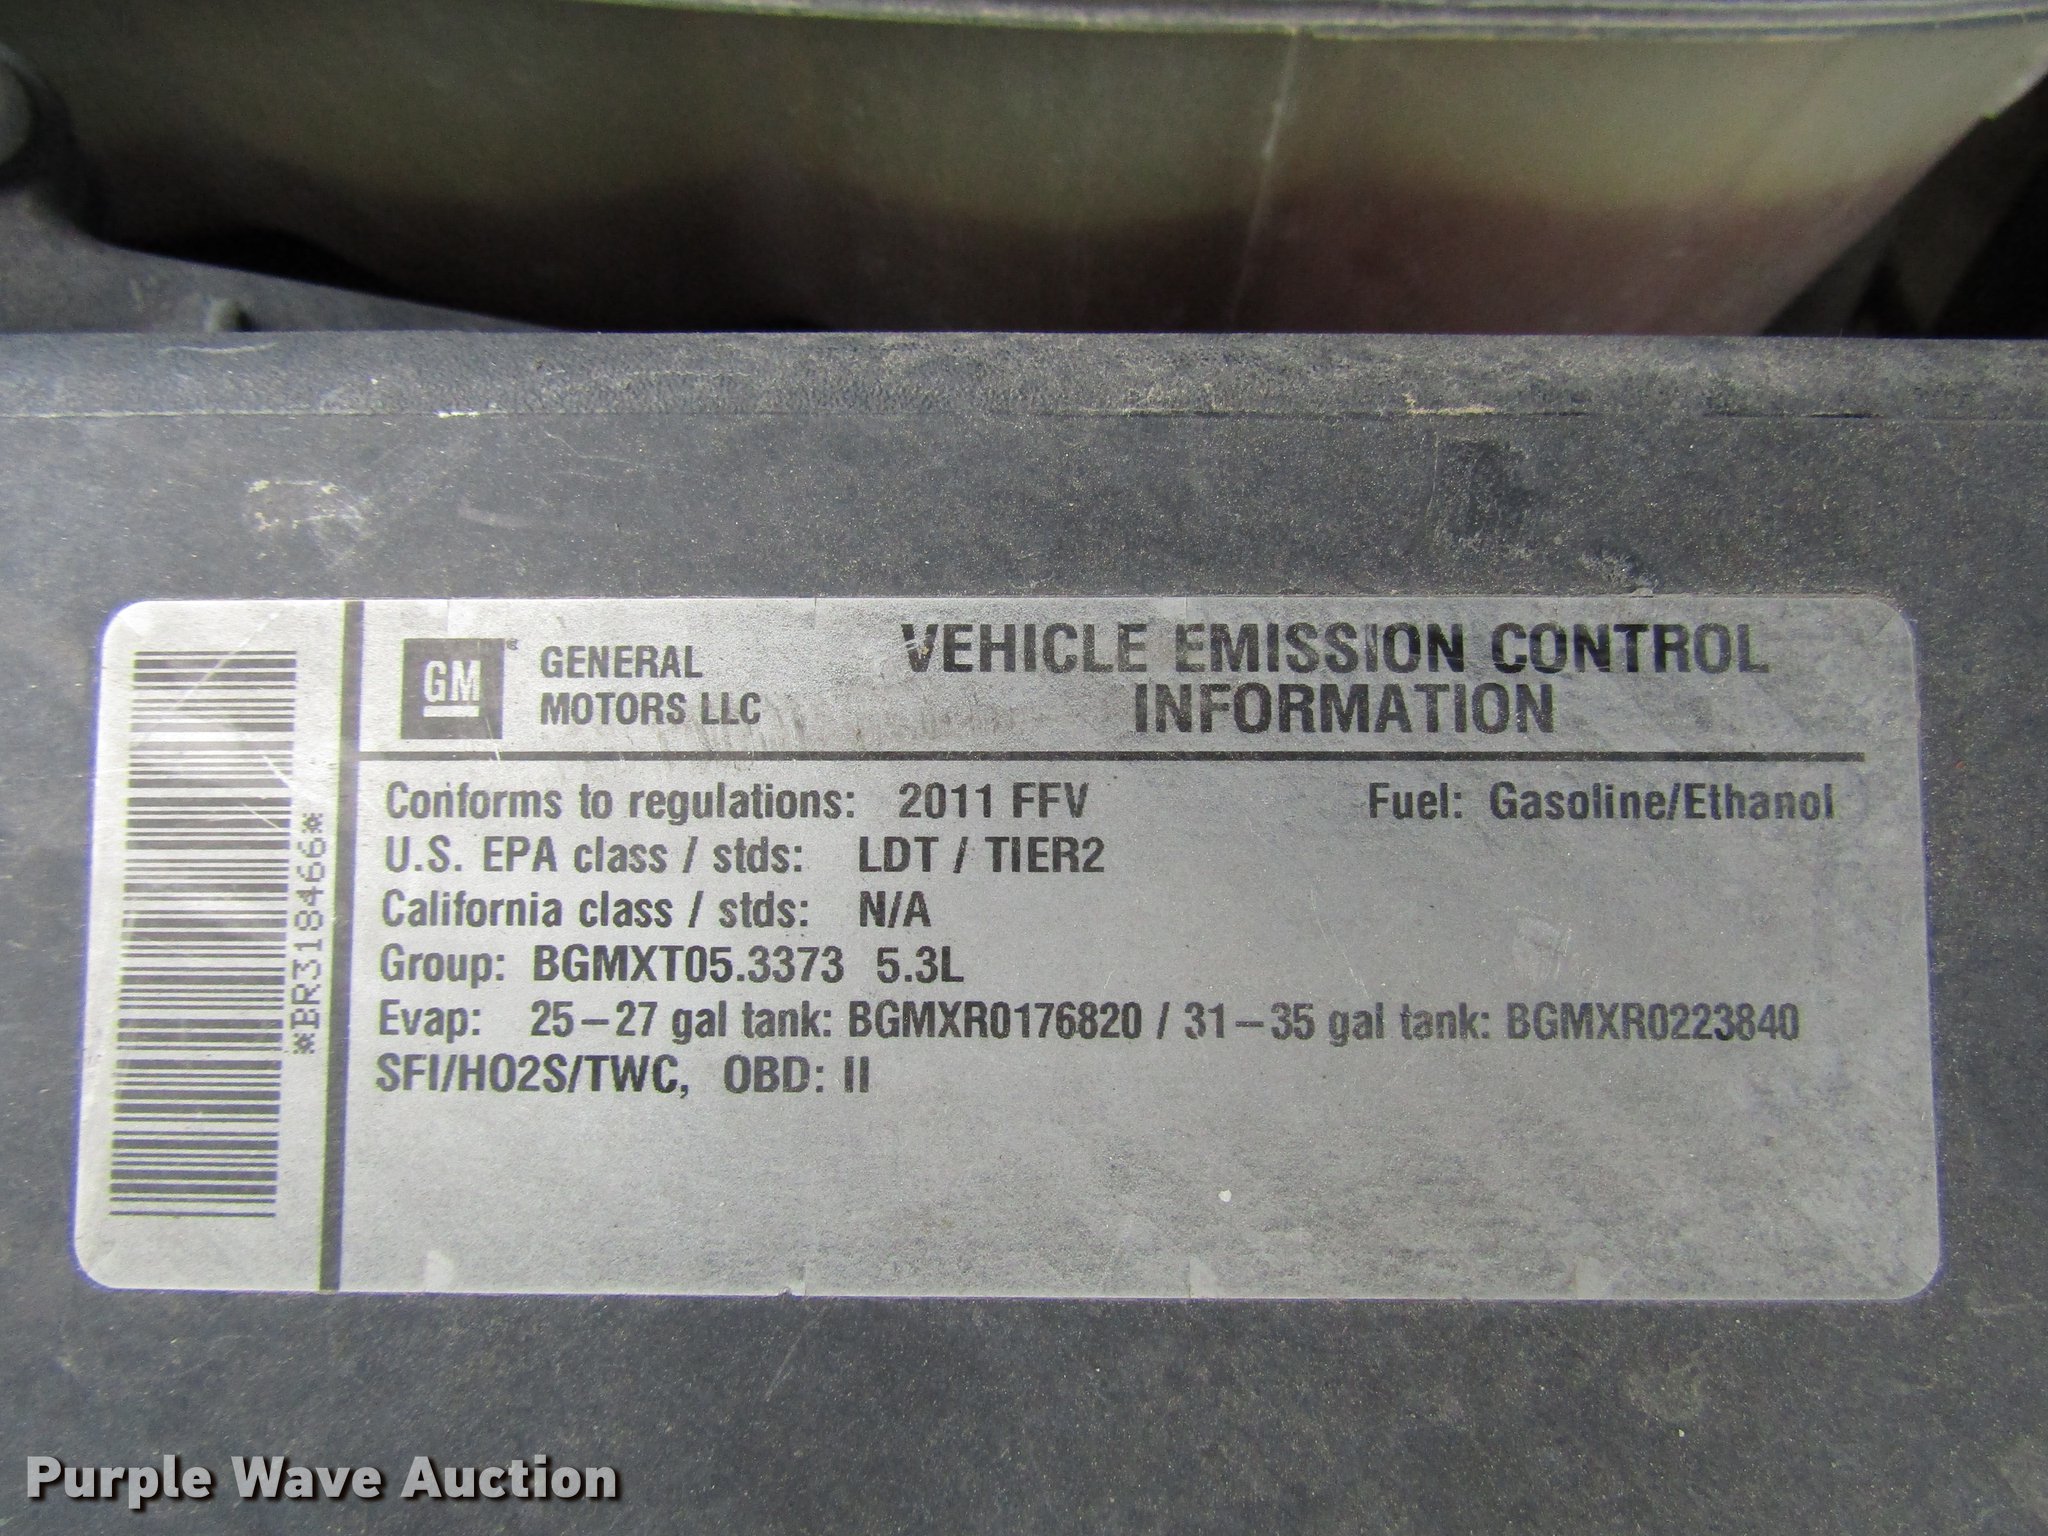 GM
GENERAL
MOTORS LLC
VEHICLE EMISSION CONTROL
INFORMATION
Conforms to regulations: 2011 FFV Fuel: Gasoline/Ethanol
U.S. EPA class / stds: LDT / TIER2
California class / stds: N/A
Group: BGMXT05.3373 5.3L
Evap: 25-27 gal tank: BGMXR0176820 / 31-35 gal tank: BGMXR0223840
SFI/HO2S/TWC, OBD: II
*BR318466*
Purple Wave Auction